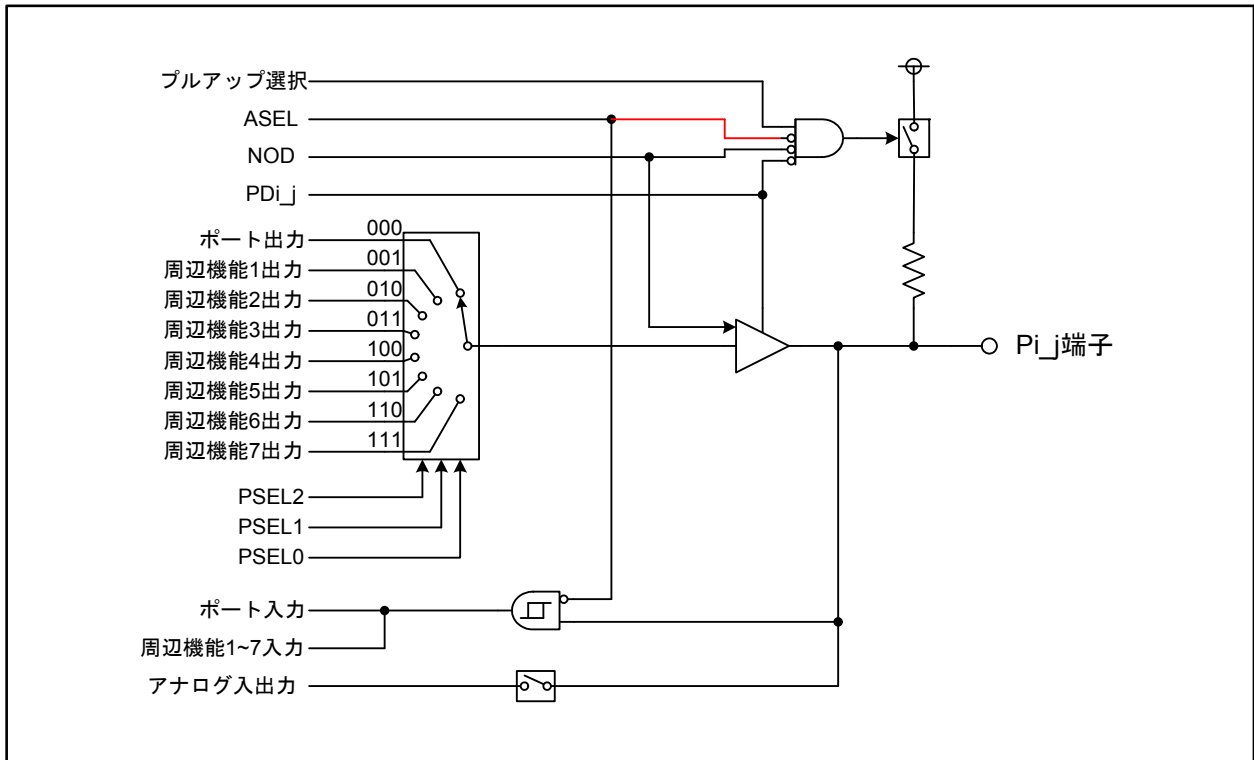 プルアップ選択
ASEL
NOD
PDi_j
ポート出力 000
周辺機能1出力 001
周辺機能2出力 010
周辺機能3出力 011
周辺機能4出力 100
周辺機能5出力 101
周辺機能6出力 110
周辺機能7出力 111
Pi_j端子
PSEL2
PSEL1
PSEL0
ポート入力
周辺機能1~7入力
アナログ入出力